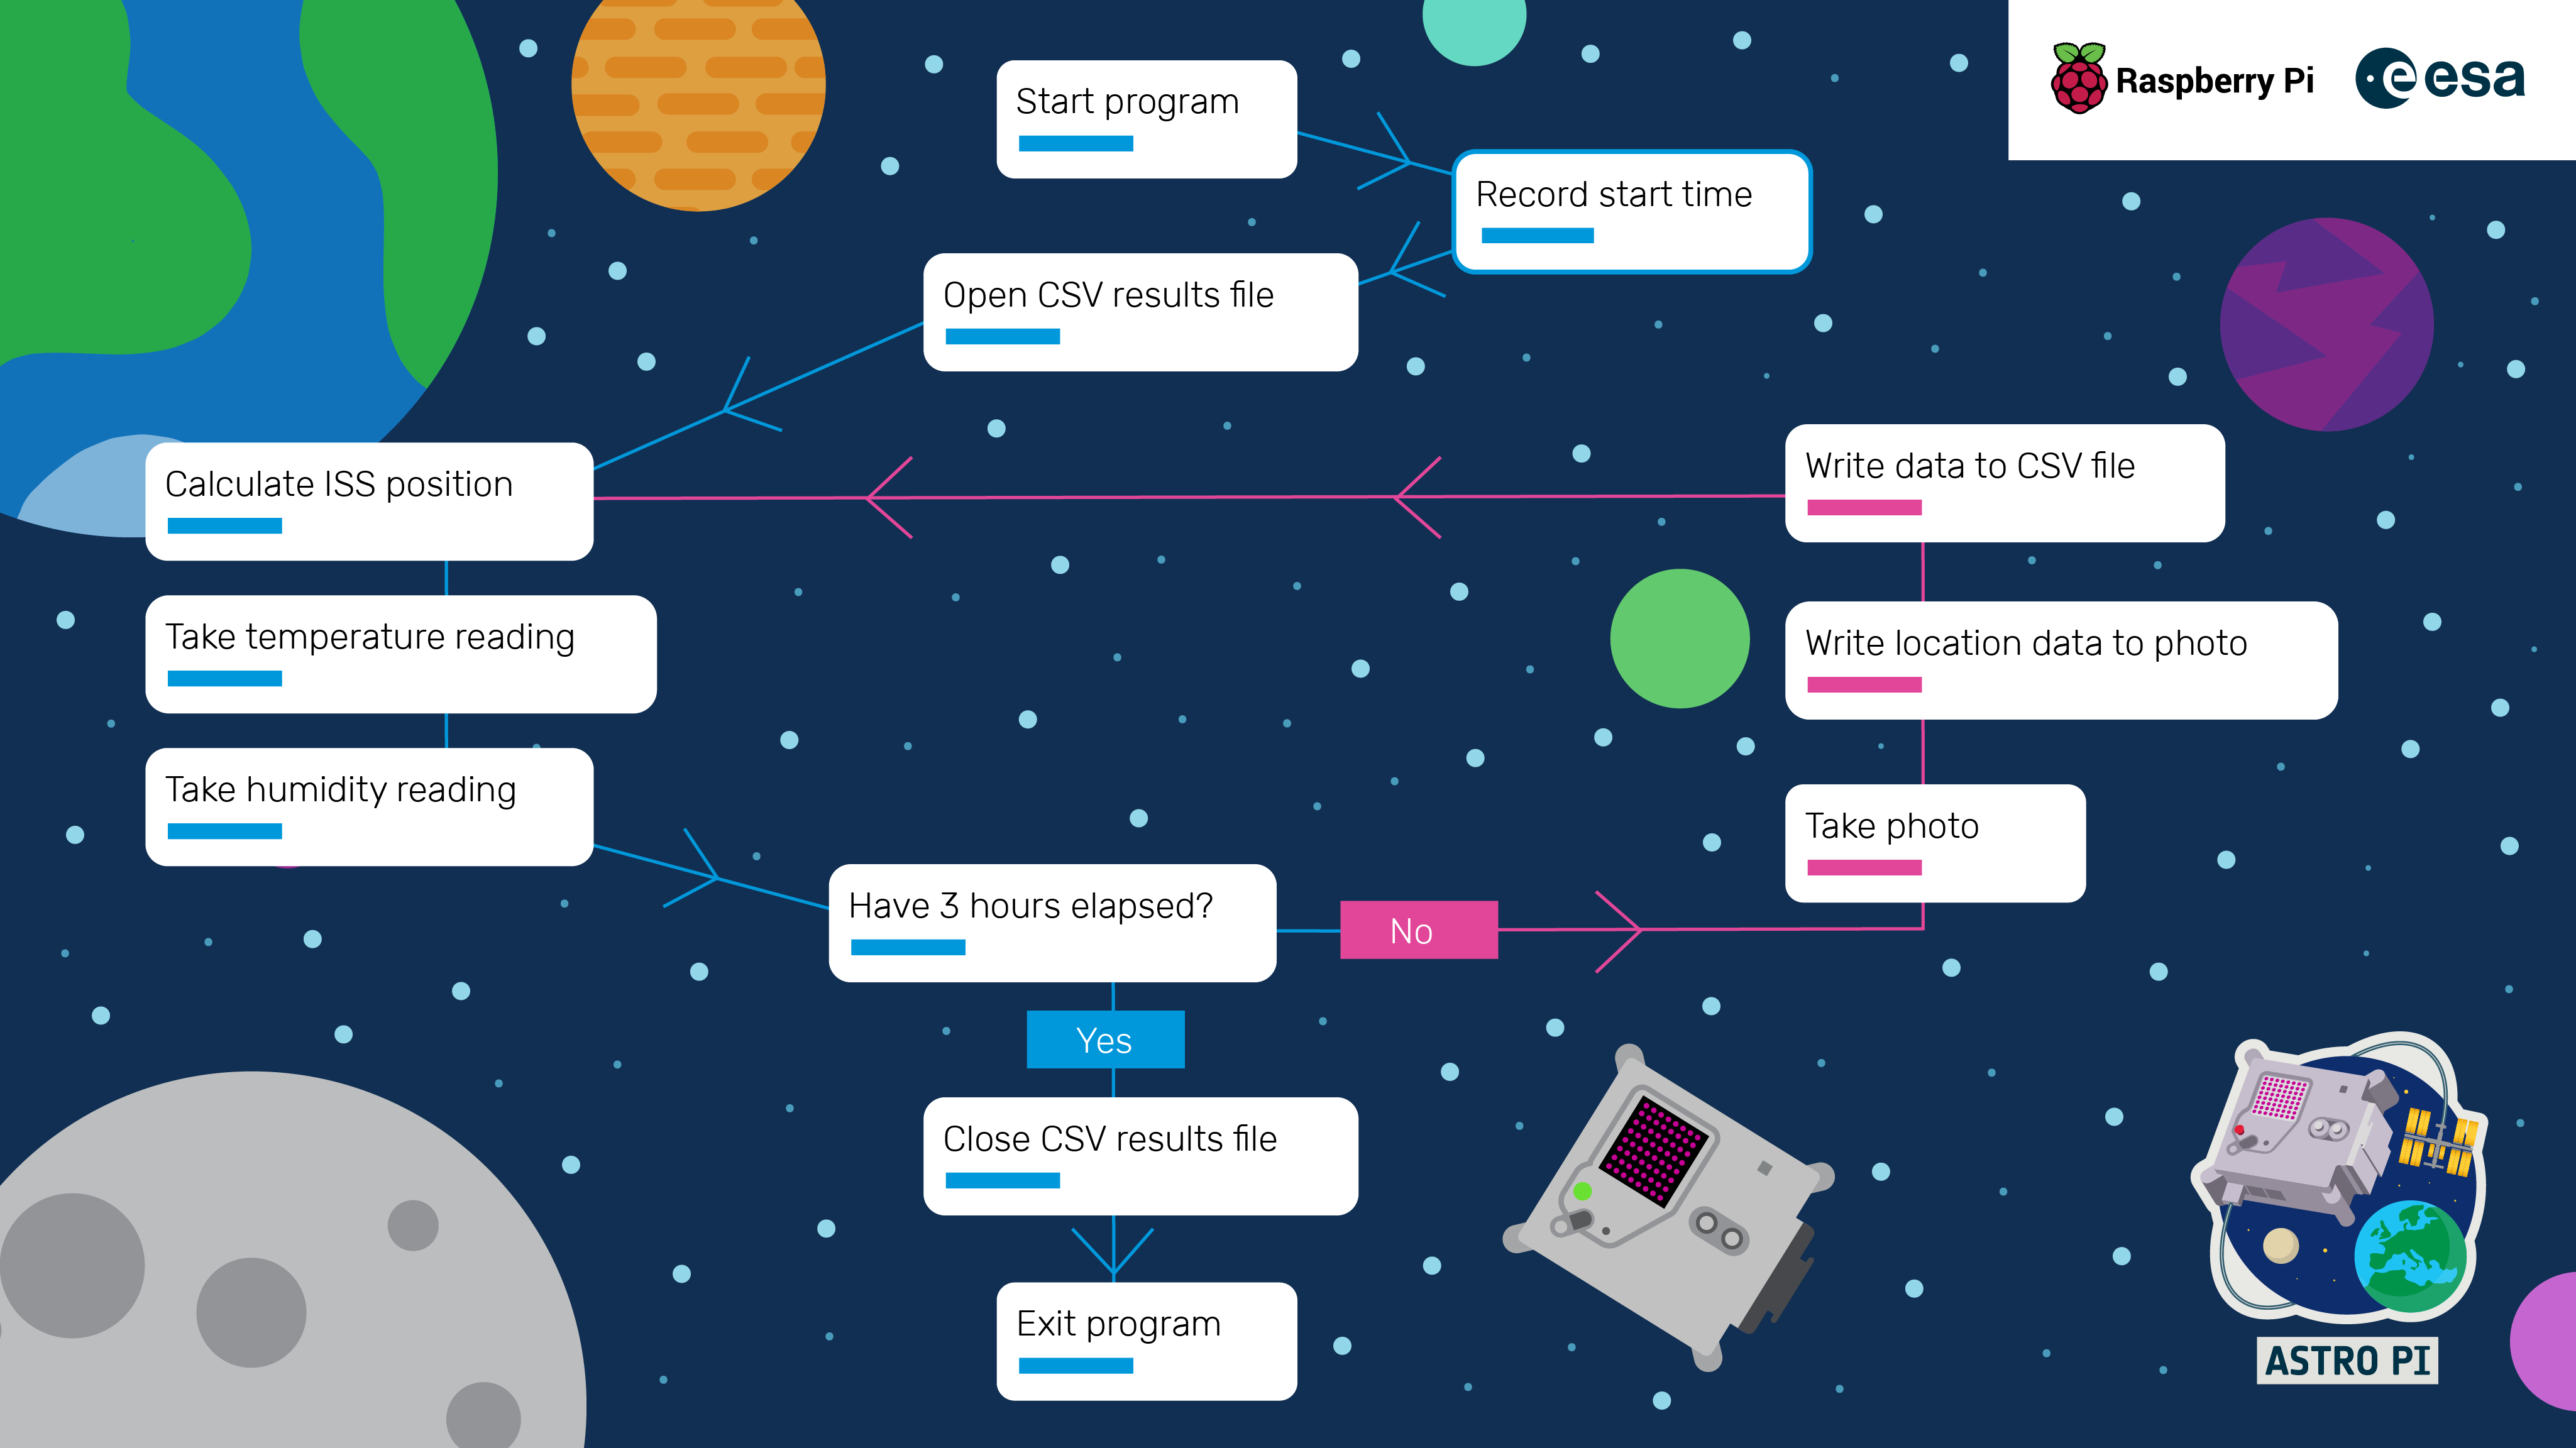 Start program
Raspberry Pi
esa
Record start time
Open CSV results file
Calculate ISS position
Write data to CSV file
Take temperature reading
Write location data to photo
Take humidity reading
Take photo
Have 3 hours elapsed?
No
Yes
Close CSV results file
Exit program
ASTRO PI